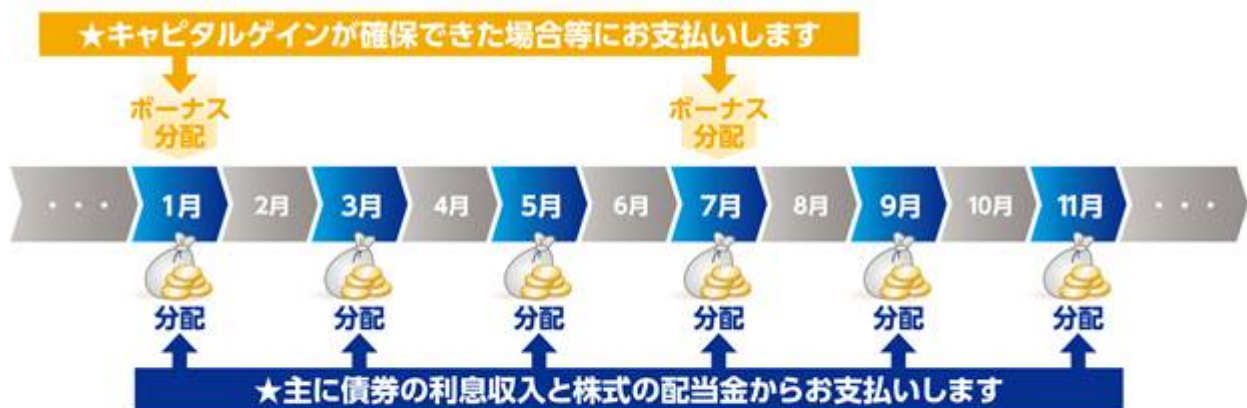 ★キャピタルゲインが確保できた場合等にお支払いします
ボーナス
分配
ボーナス
分配
・・・ 1月 2月 3月 4月 5月 6月 7月 8月 9月 10月 11月 ・・・
分配 分配 分配 分配 分配 分配
★主に債券の利息収入と株式の配当金からお支払いします